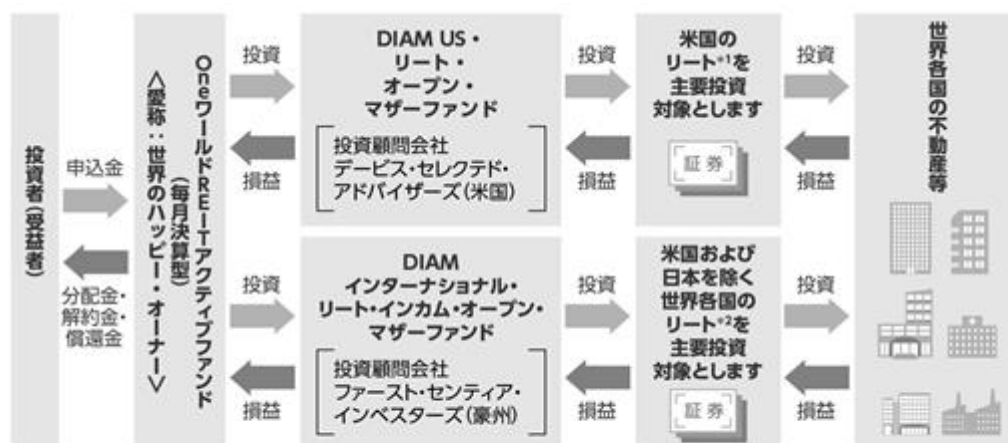 投資者(受益者)
申込金
分配金・
解約金・
償還金
OneワールドREITアクティブファンド
(毎月決算型)
<愛称:世界のハッピー・オーナー>
投資
損益
DIAM US・
リート・
オープン・
マザーファンド
投資顧問会社
デービス・セレクテド・
アドバイザーズ(米国)
投資
損益
米国の
リート*1を
主要投資
対象とします
証券
投資
損益
投資
損益
DIAM
インターナショナル・
リート・インカム・オープン・
マザーファンド
投資顧問会社
ファースト・センティア・
インベスターズ(豪州)
投資
損益
米国および
日本を除く
世界各国の
リート*2を
主要投資
対象とします
証券
投資
損益
世界各国の不動産等